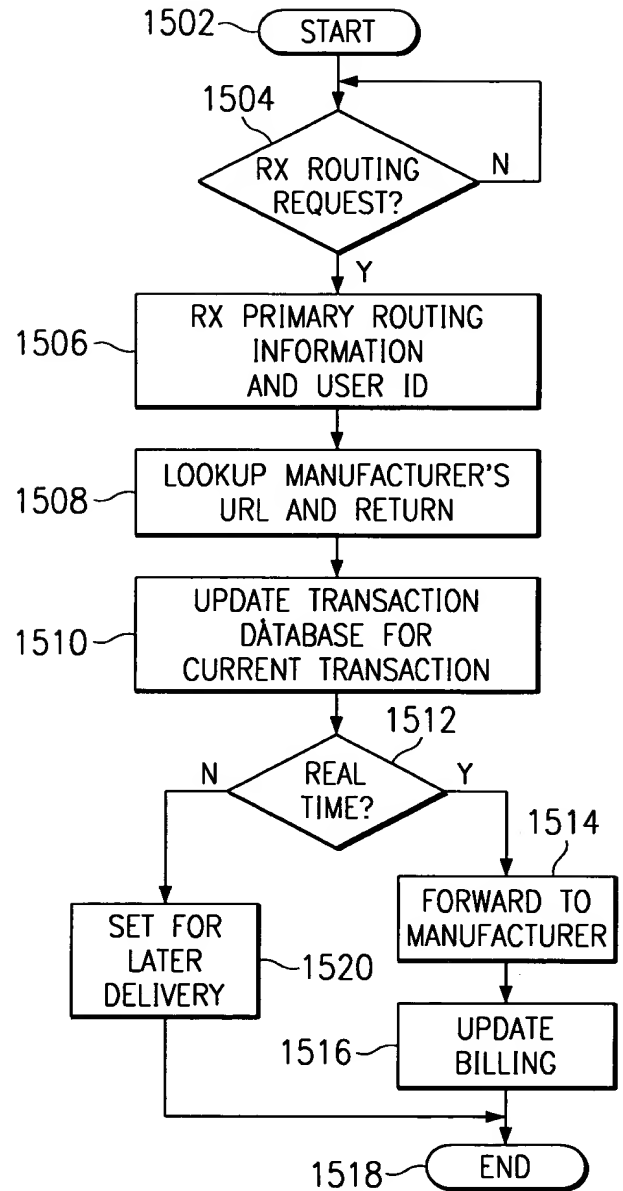 1502
START
1504
RX ROUTING
REQUEST?
N
Y
1506
RX PRIMARY ROUTING
INFORMATION
AND USER ID
1508
LOOKUP MANUFACTURER'S
URL AND RETURN
1510
UPDATE TRANSACTION
DATABASE FOR
CURRENT TRANSACTION
1512
N
REAL
TIME?
Y
1514
FORWARD TO
MANUFACTURER
SET FOR
LATER
DELIVERY
1520
1516
UPDATE
BILLING
1518
END